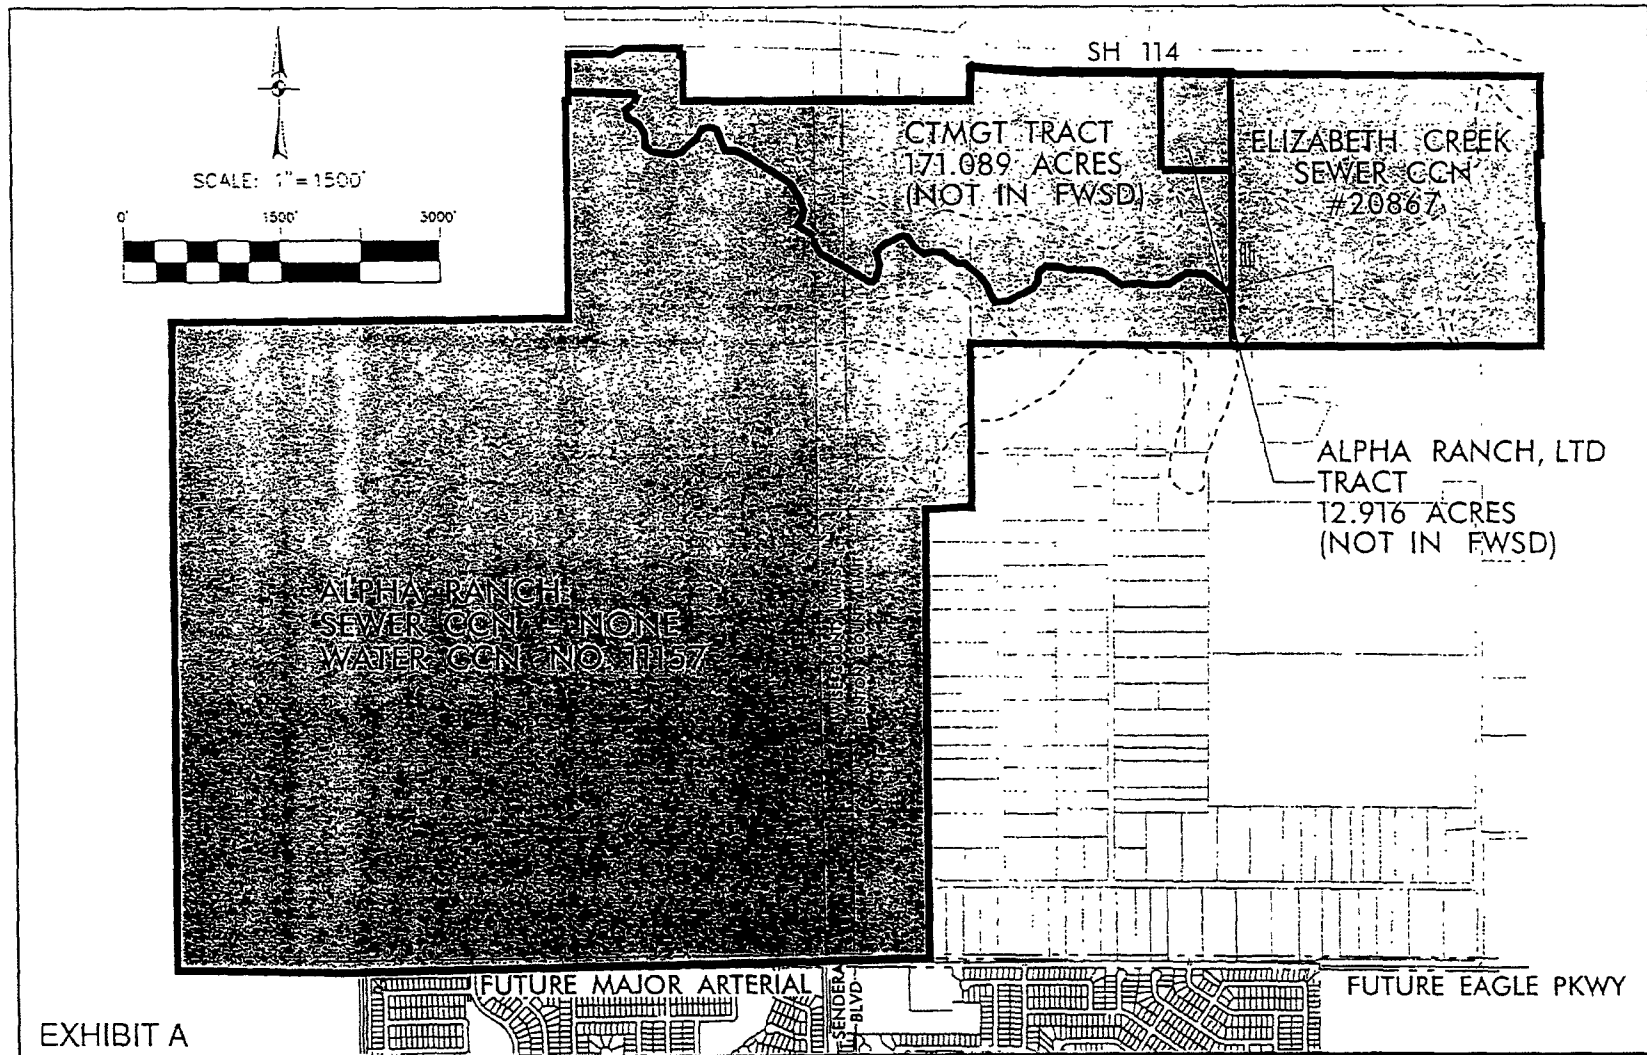 SH 114
CTMGT TRACT
171.089 ACRES
(NOT IN FWSD)
ELIZABETH CREEK
SEWER CCN
#20867
SCALE: 1"=1500'
0' 1500' 3000'
ALPHA RANCH, LTD
TRACT
12.916 ACRES
(NOT IN FWSD)
ALPHA RANCH
SEWER CCN = NONE
WATER CCN NO. 11157
FUTURE MAJOR ARTERIAL
SENDERA
BLVD
FUTURE EAGLE PKWY
EXHIBIT A